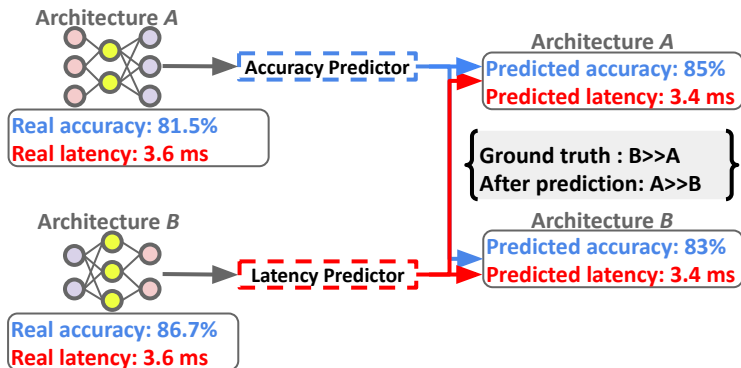 Architecture A
Real accuracy: 81.5%
Real latency: 3.6 ms
Accuracy Predictor
Architecture A
Predicted accuracy: 85%
Predicted latency: 3.4 ms
Ground truth : B>>A
After prediction: A>>B
Architecture B
Real accuracy: 86.7%
Real latency: 3.6 ms
Latency Predictor
Architecture B
Predicted accuracy: 83%
Predicted latency: 3.4 ms